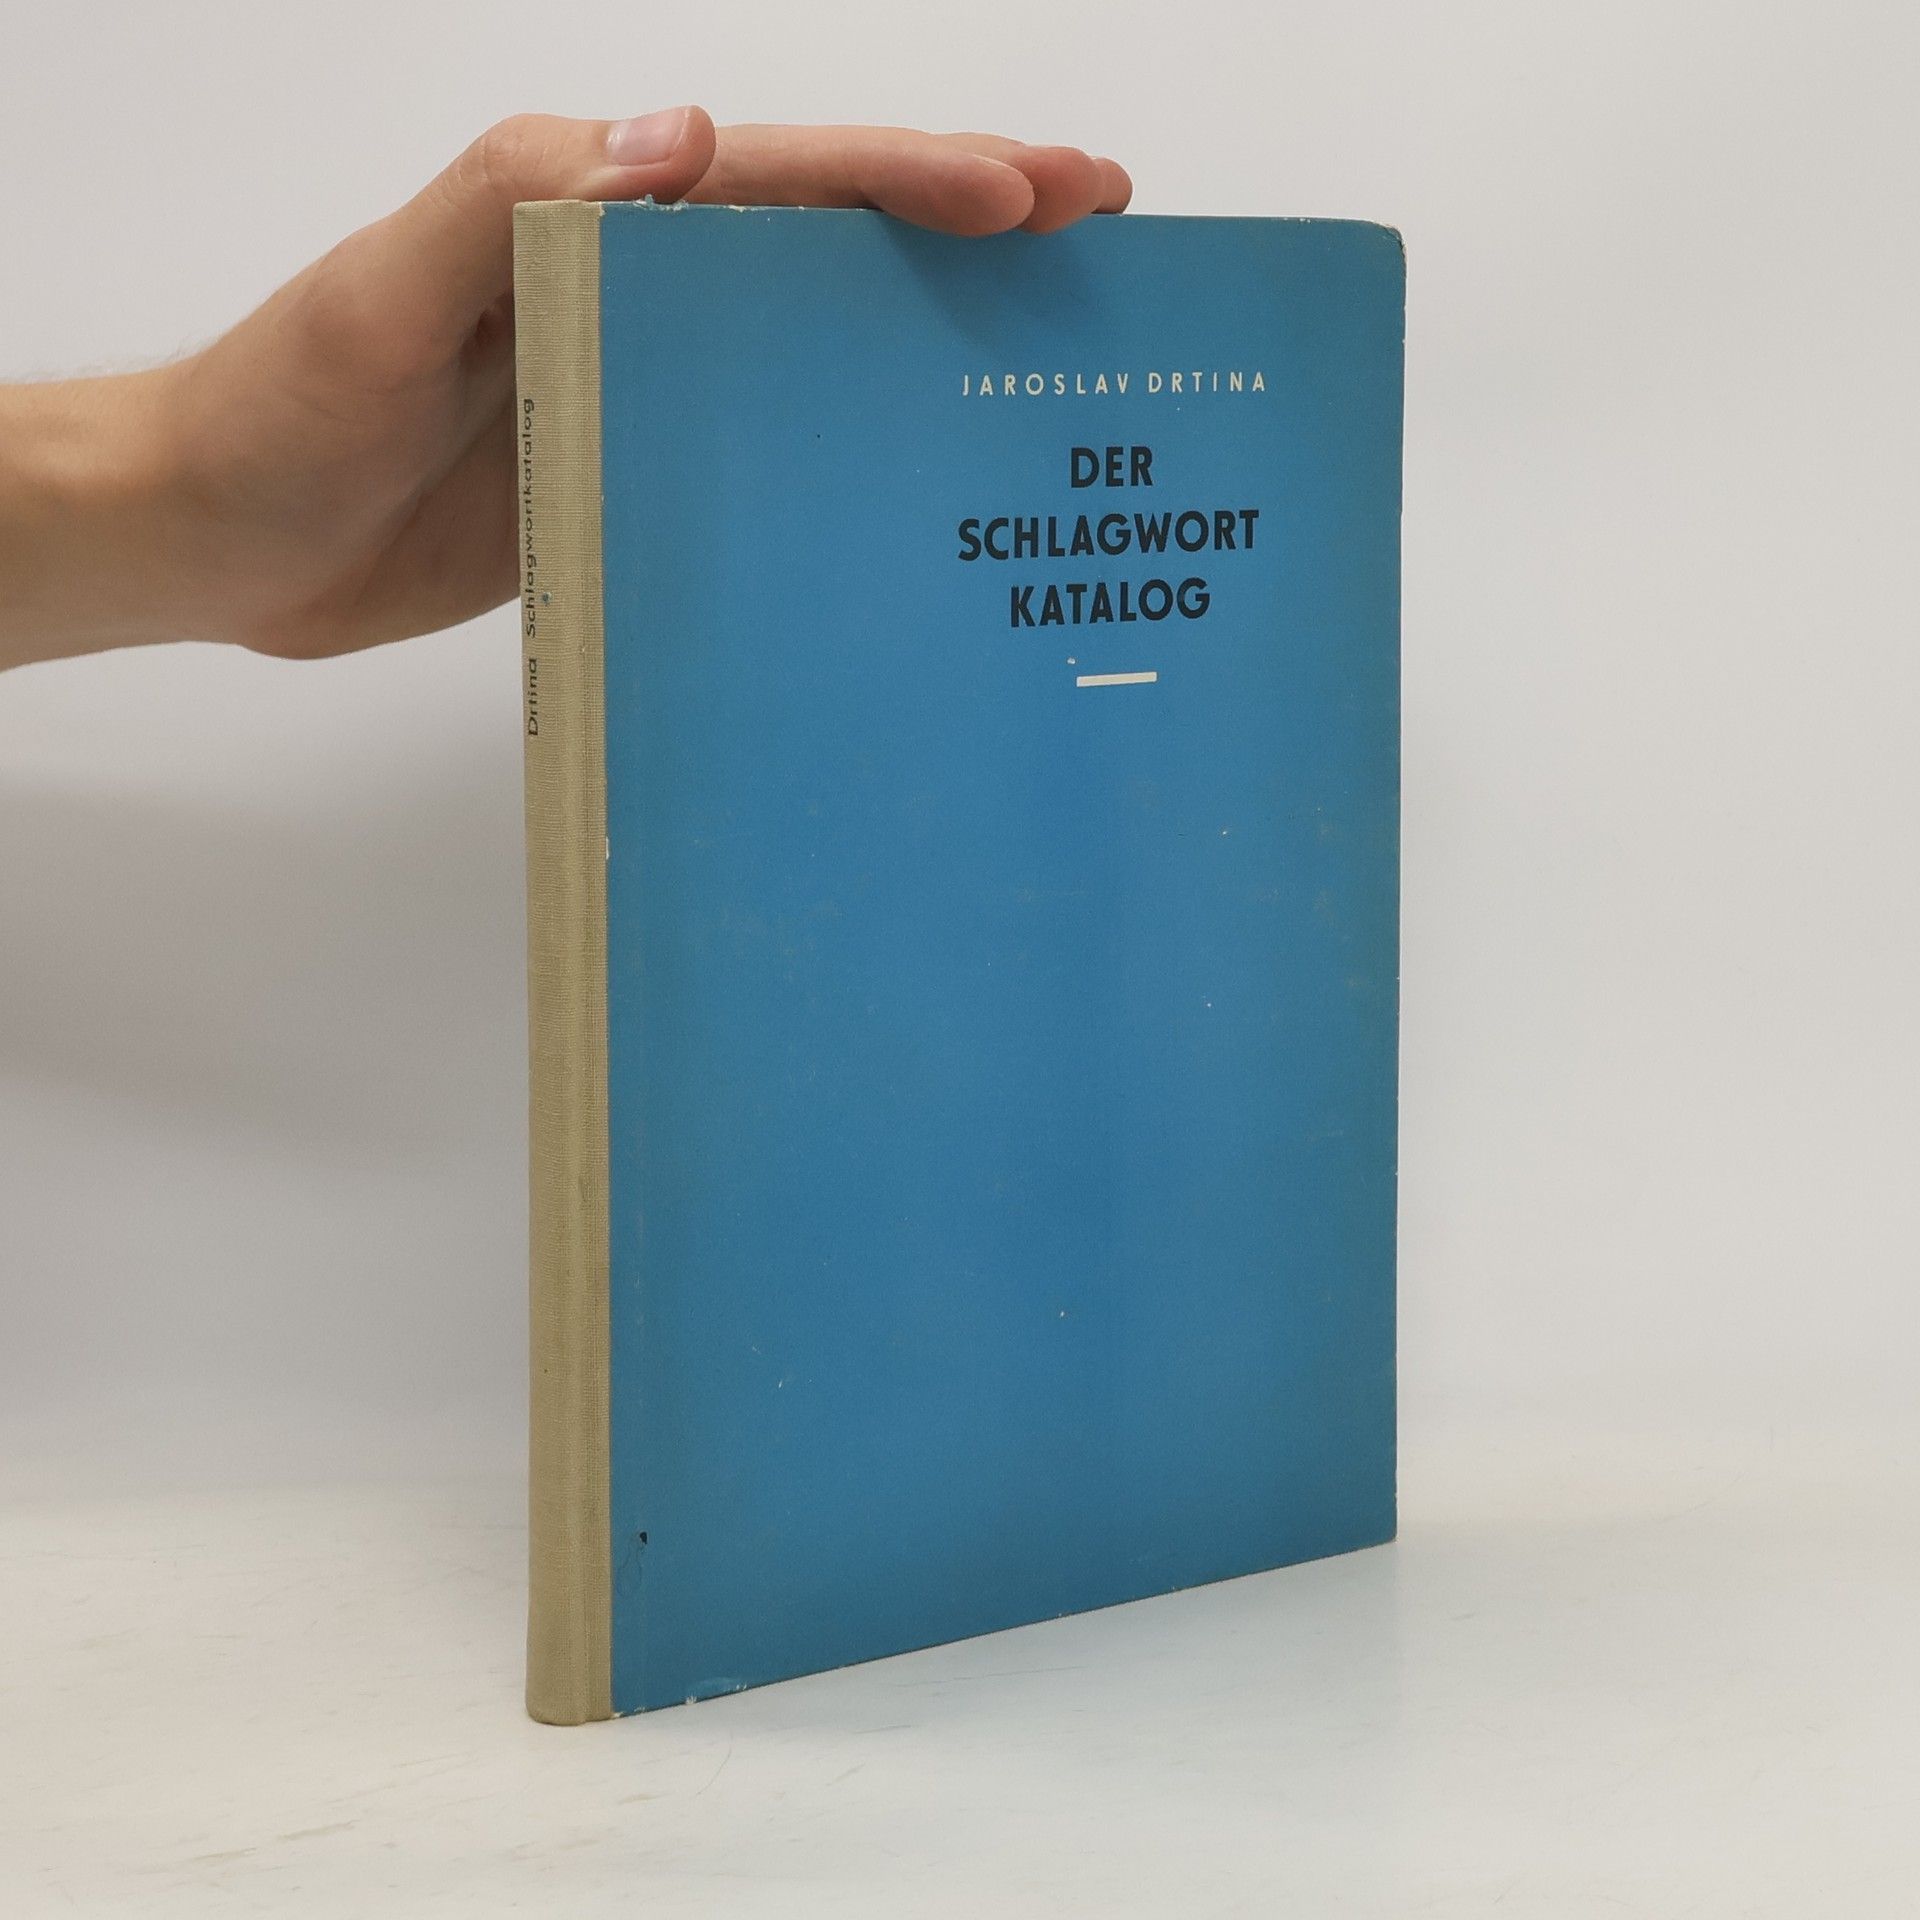 JAROSLAV DRTINA
DER
SCHLAGWORT
KATALOG
Drtina Schlagwortkatalog